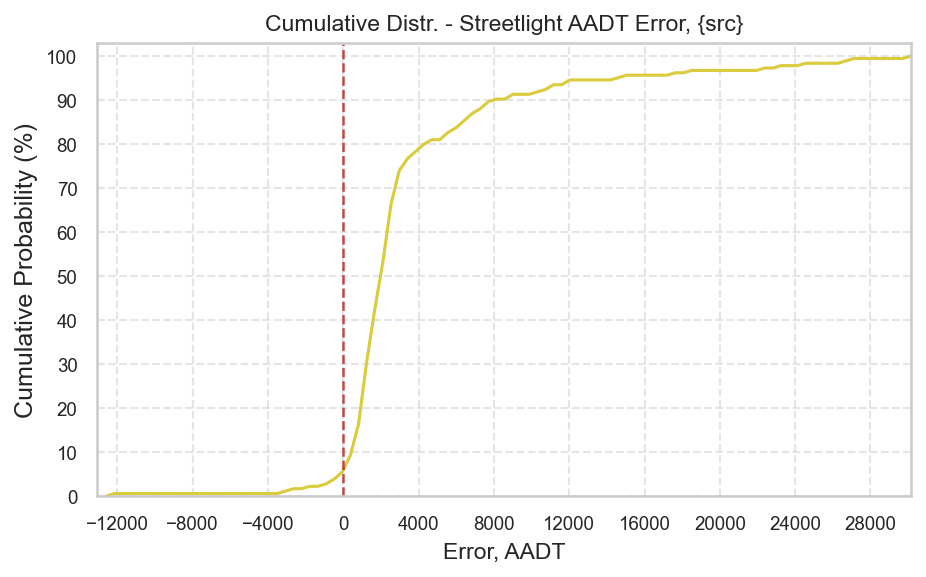 Cumulative Distr. - Streetlight AADT Error, {src}
Cumulative Probability (%)
100
90
80
70
60
50
40
30
20
10
0
−12000 −8000 −4000 0 4000 8000 12000 16000 20000 24000 28000
Error, AADT